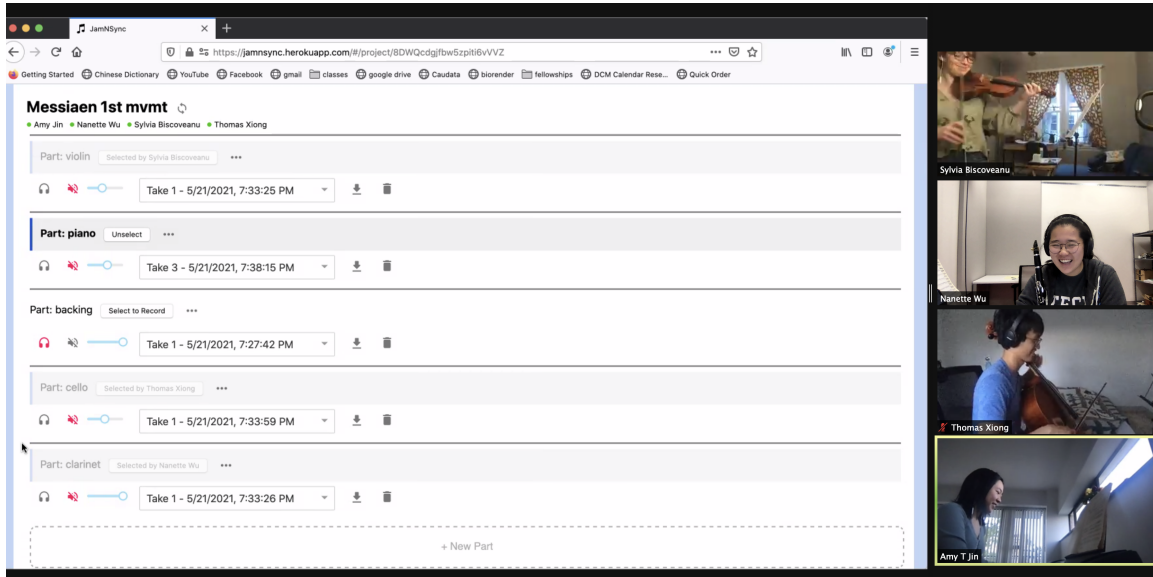 JamNSync
https://jamnsync.herokuapp.com/#/project/8DWQcdgjfbw5zpiti6vVVZ
Getting Started Chinese Dictionary YouTube Facebook gmail classes google drive Caudata biorender fellowships DCM Calendar Rese... Quick Order
Messiaen 1st mvmt
Amy Jin Nanette Wu Sylvia Biscoveanu Thomas Xiong
Part: violin Selected by Sylvia Biscoveanu
Take 1 - 5/21/2021, 7:33:25 PM
Part: piano Unselect
Take 3 - 5/21/2021, 7:38:15 PM
Part: backing Select to Record
Take 1 - 5/21/2021, 7:27:42 PM
Part: cello Selected by Thomas Xiong
Take 1 - 5/21/2021, 7:33:59 PM
Part: clarinet Selected by Nanette Wu
Take 1 - 5/21/2021, 7:33:26 PM
+ New Part
Sylvia Biscoveanu
Nanette Wu
Thomas Xiong
Amy T Jin